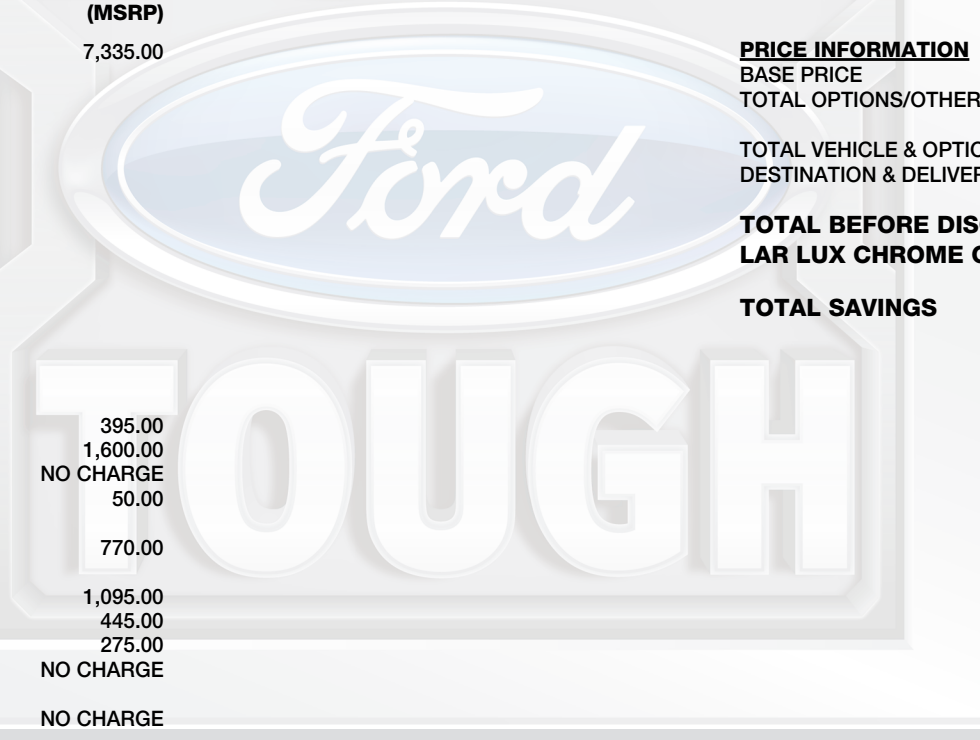 (MSRP)
7,335.00
395.00
1,600.00
NO CHARGE
50.00
770.00
1,095.00
445.00
275.00
NO CHARGE
NO CHARGE
PRICE INFORMATION
BASE PRICE
TOTAL OPTIONS/OTHER
TOTAL VEHICLE & OPTIO
DESTINATION & DELIVER
TOTAL BEFORE DIS
LAR LUX CHROME
TOTAL SAVINGS
Ford
TOUGH